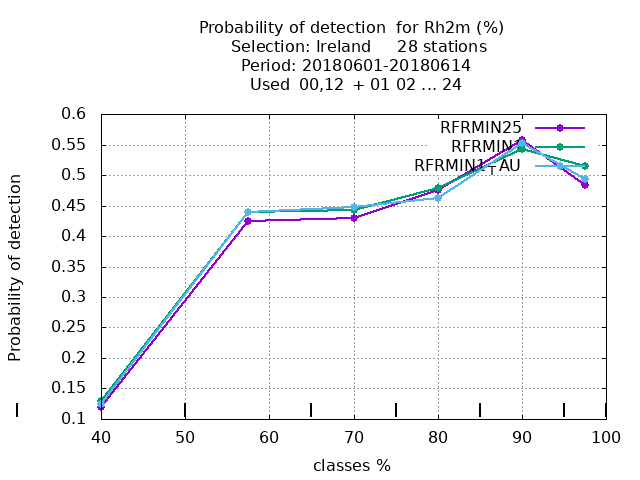 Probability of detection for Rh2m (%)
Selection: Ireland 28 stations
Period: 20180601-20180614
Used 00,12 + 01 02 ... 24
Probability of detection
0.6
0.55
0.5
0.45
0.4
0.35
0.3
0.25
0.2
0.15
0.1
RFRMIN25
RFRMIN1
RFRMIN1_AU
40
50
60
70
80
90
100
classes %